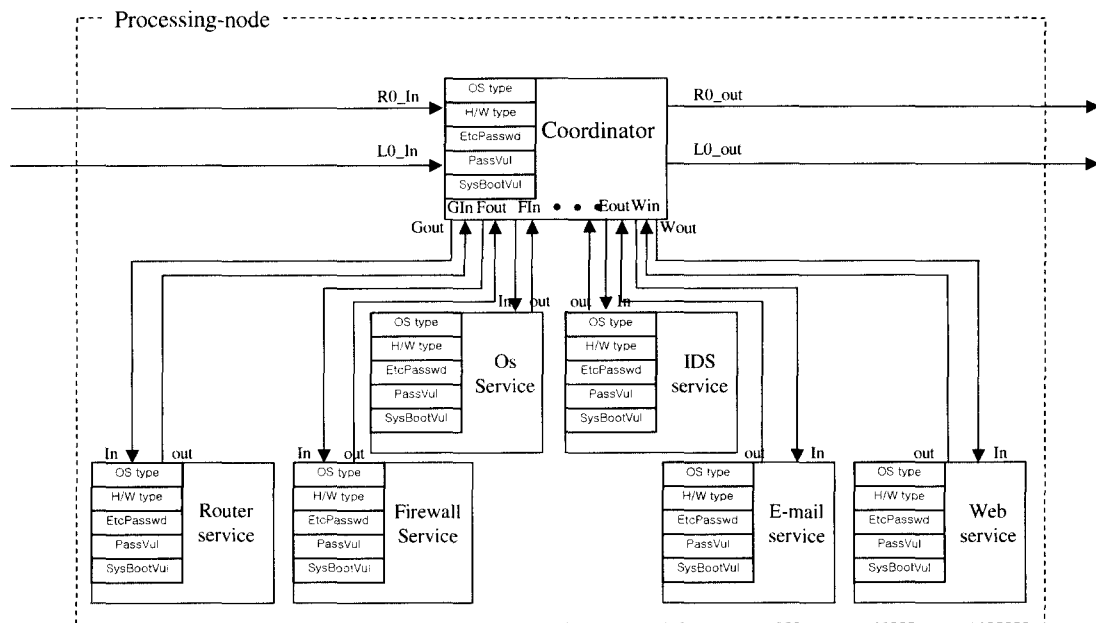 Processing-node
OS type
H/W type
EtcPasswd
PassVul
SysBootVul
Coordinator
R0_In
L0_In
R0_out
L0_out
GIn Fout FIn • • • Eout Win
Gout
Wout
In out
OS type
H/W type
EtcPasswd
PassVul
SysBootVul
Os
Service
out In
OS type
H/W type
EtcPasswd
PassVul
SysBootVul
IDS
service
In out
OS type
H/W type
EtcPasswd
PassVul
SysBootVul
Router
service
In out
OS type
H/W type
EtcPasswd
PassVul
SysBootVul
Firewall
Service
out In
OS type
H/W type
EtcPasswd
PassVul
SysBootVul
E-mail
service
out In
OS type
H/W type
EtcPasswd
PassVul
SysBootVul
Web
service